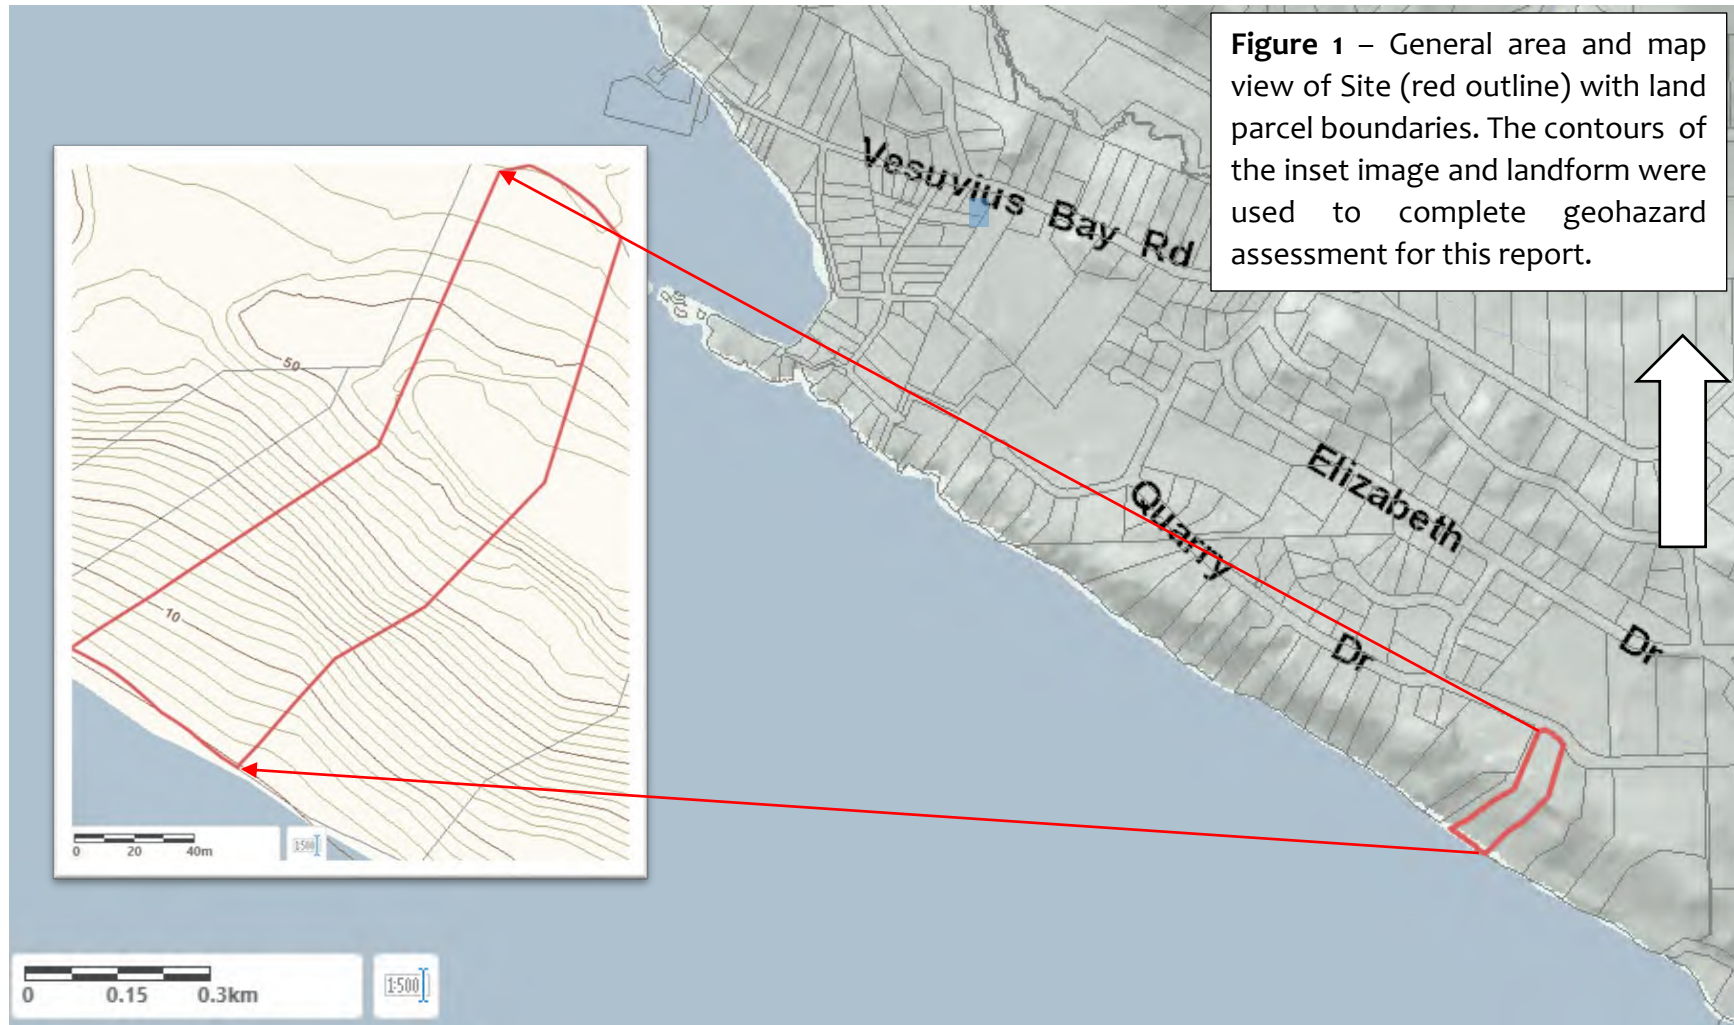 Figure 1 – General area and map
view of Site (red outline) with land
parcel boundaries. The contours of
the inset image and landform were
used to complete geohazard
assessment for this report.
Vesuvius Bay Rd
Elizabeth
Dr
Quarry
Dr
50
10
0 20 40m
1:500
0 0.15 0.3km
1:500